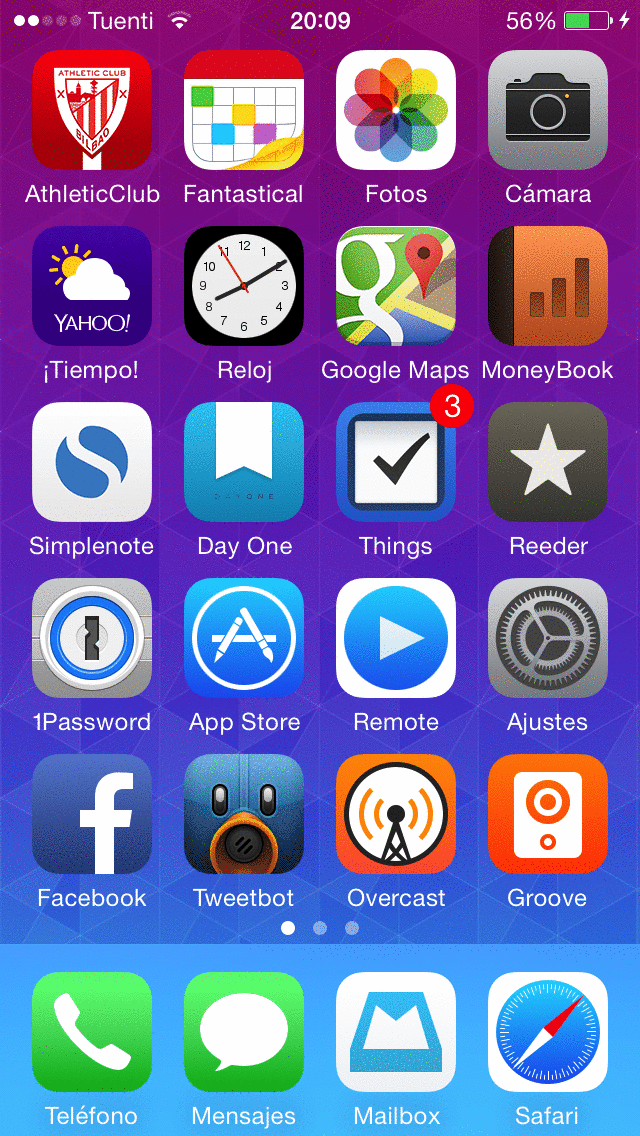 Tuenti 20:09 56%
ATHLETIC CLUB
BILBAO
AthleticClub Fantastical Fotos Cámara
YAHOO!
12 1 2 3 4 5 6 7 8 9 10 11
¡Tiempo! Reloj Google Maps MoneyBook
3
DAY ONE
Simplenote Day One Things Reeder
1Password App Store Remote Ajustes
Facebook Tweetbot Overcast Groove
Teléfono Mensajes Mailbox Safari